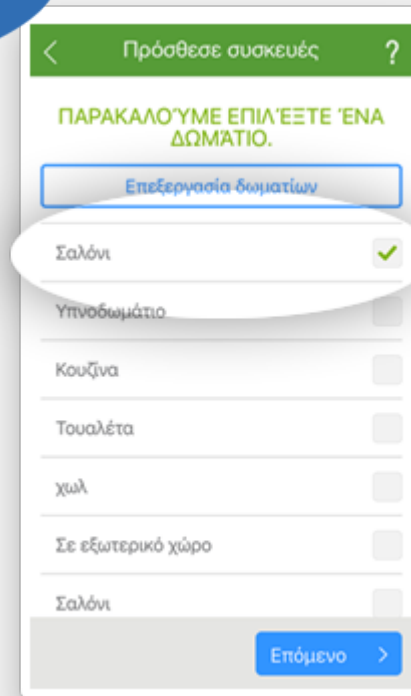 Πρόσθεσε συσκευές ?
ΠΑΡΑΚΑΛΟΎΜΕ ΕΠΙΛΈΞΤΕ ΈΝΑ
ΔΩΜΆΤΙΟ.
Επεξεργασία δωματίων
Σαλόνι
Υπνοδωμάτιο
Κουζίνα
Τουαλέτα
χωλ
Σε εξωτερικό χώρο
Σαλόνι
Επόμενο